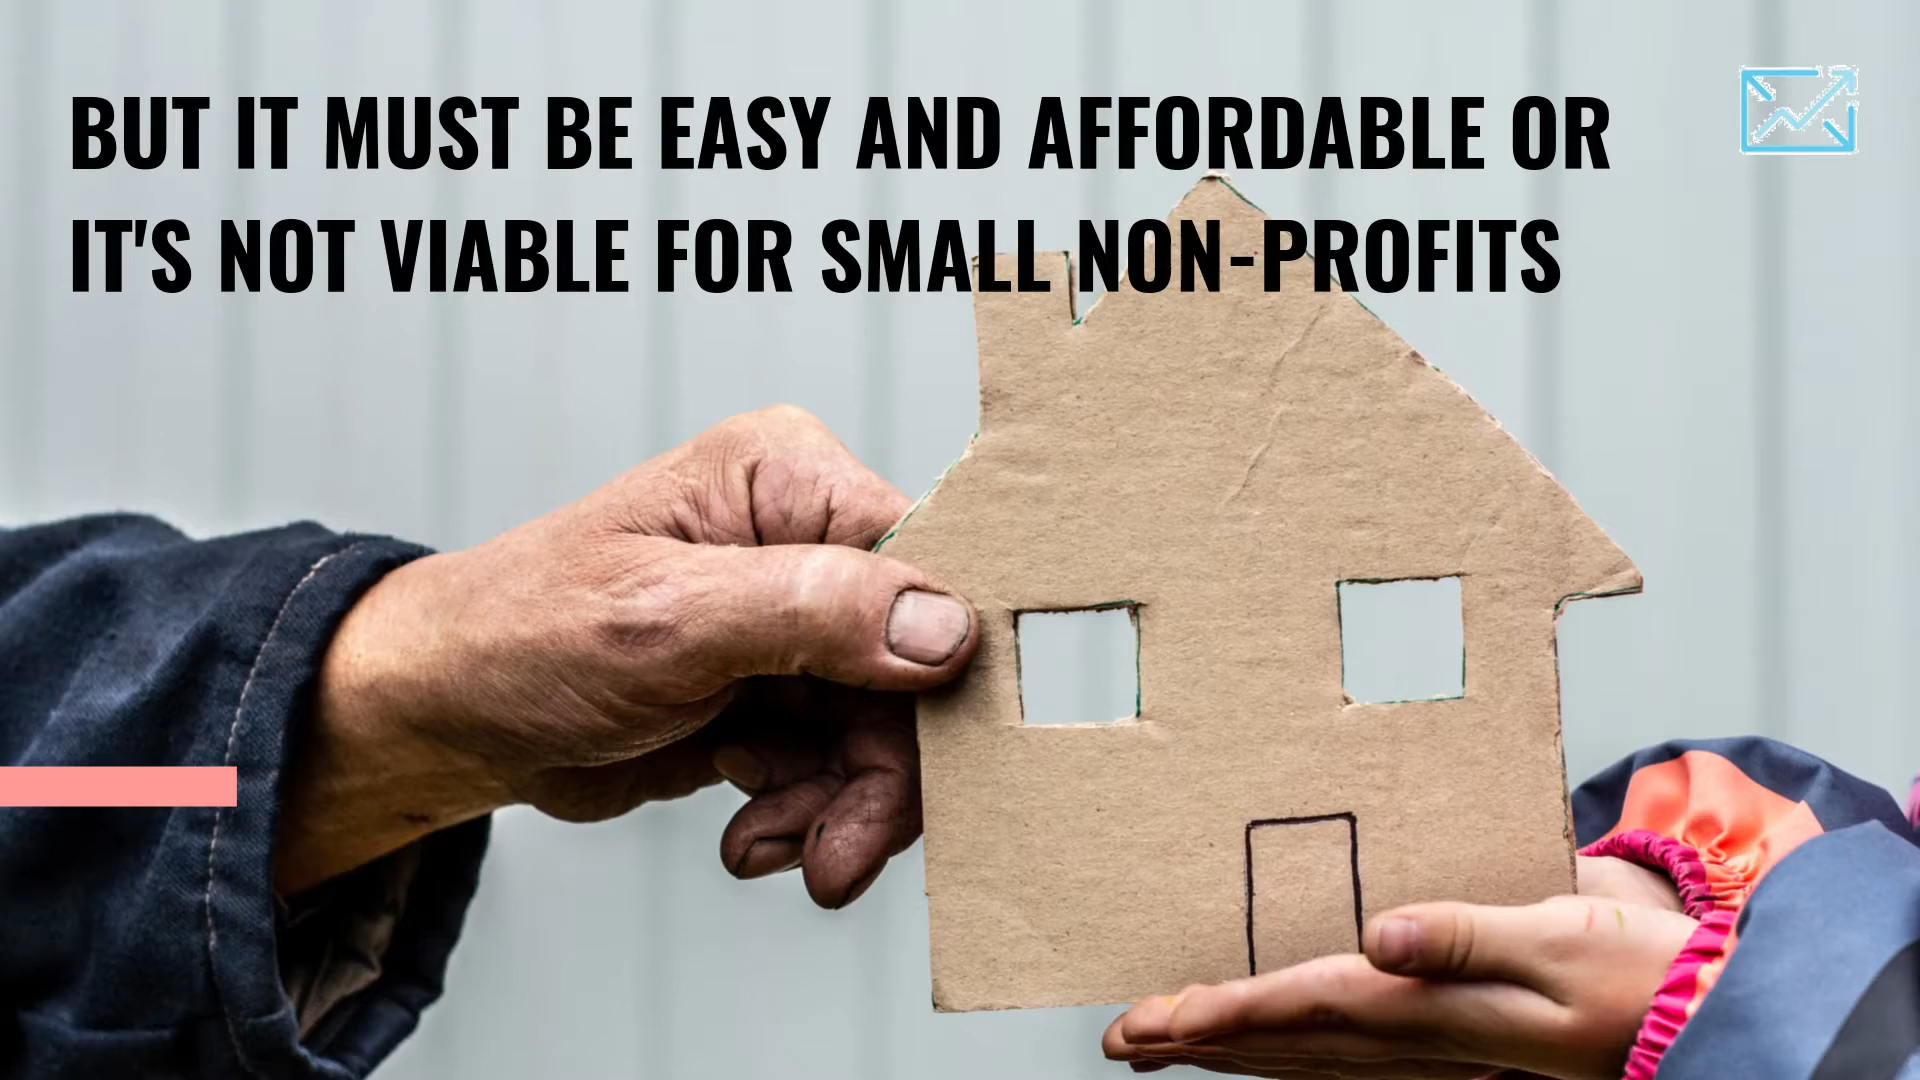 BUT IT MUST BE EASY AND AFFORDABLE OR
IT'S NOT VIABLE FOR SMALL NON-PROFITS